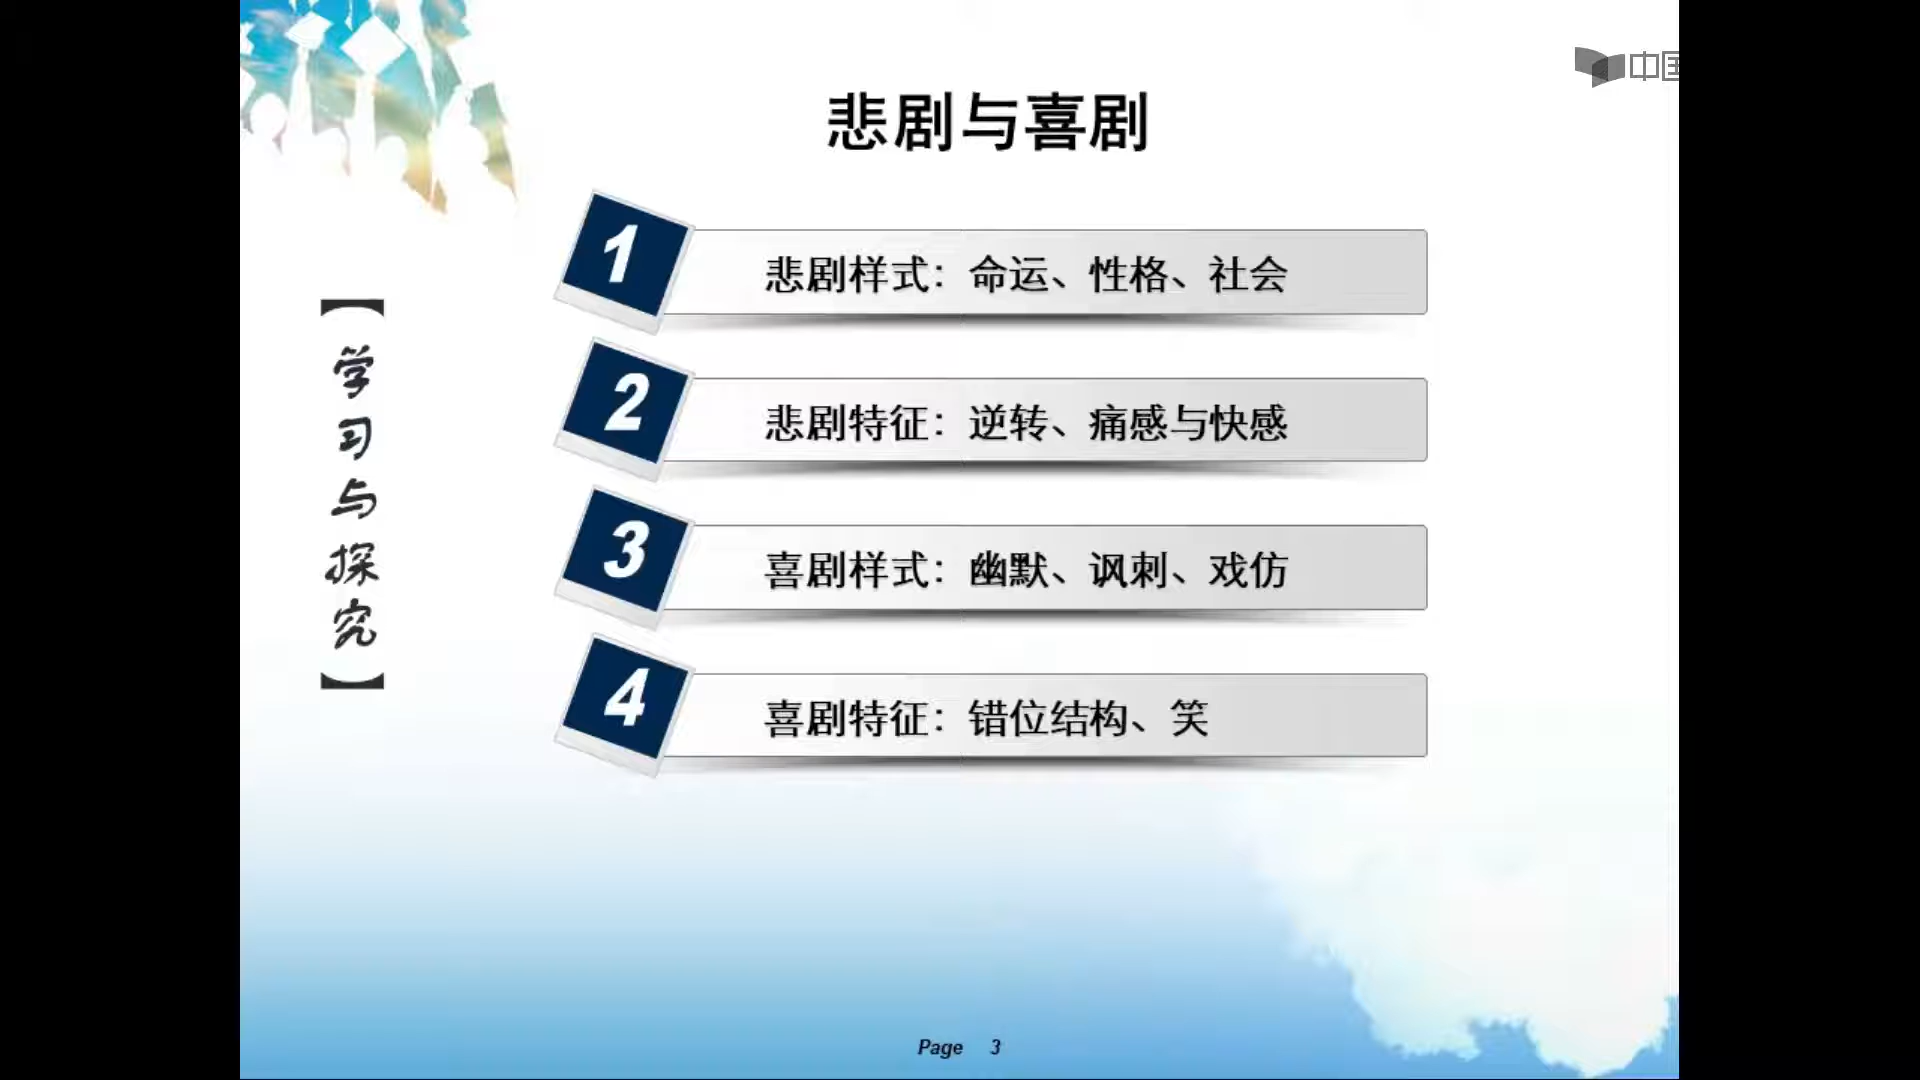 中国
悲剧与喜剧
【学习与探究】
1
悲剧样式：命运、性格、社会
2
悲剧特征：逆转、痛感与快感
3
喜剧样式：幽默、讽刺、戏仿
4
喜剧特征：错位结构、笑
Page 3